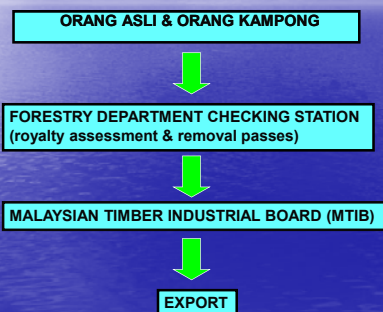 ORANG ASLI & ORANG KAMPONG
FORESTRY DEPARTMENT CHECKING STATION
(royalty assessment & removal passes)
MALAYSIAN TIMBER INDUSTRIAL BOARD (MTIB)
EXPORT